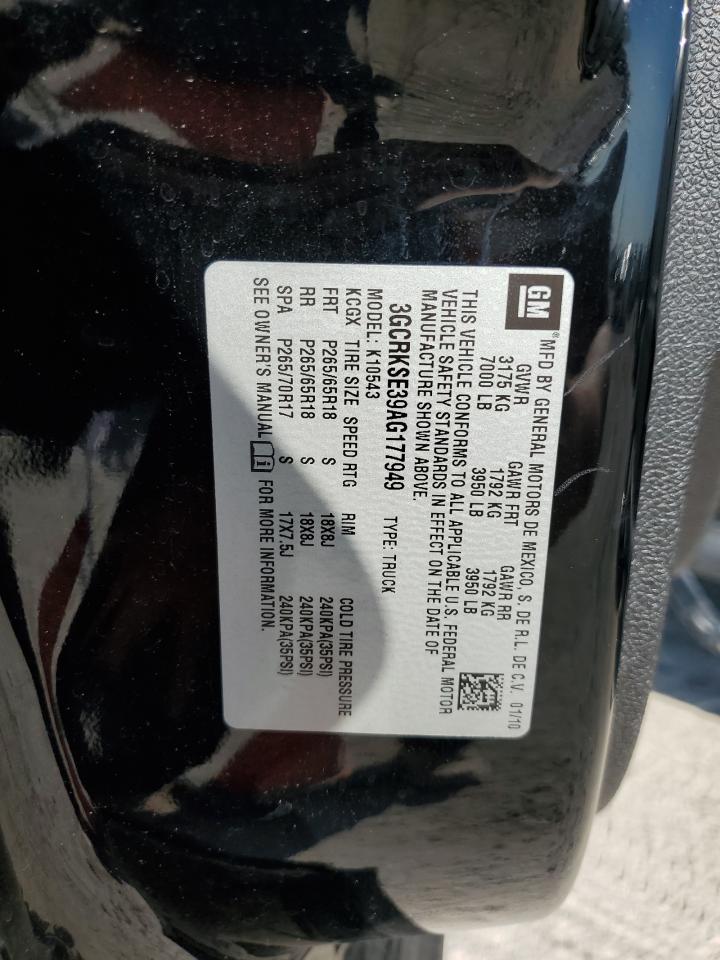 GM
® MFD BY GENERAL MOTORS DE MEXICO, S. DE R.L. DE C.V. 01/10
GVWR GAWR FRT GAWR RR
3175 KG 1792 KG 1792 KG
7000 LB 3950 LB 3950 LB
THIS VEHICLE CONFORMS TO ALL APPLICABLE U.S. FEDERAL MOTOR
VEHICLE SAFETY STANDARDS IN EFFECT ON THE DATE OF
MANUFACTURE SHOWN ABOVE.
3GCRKSE39AG177949 TYPE: TRUCK
MODEL: K10543
KCGX TIRE SIZE SPEED RTG RIM COLD TIRE PRESSURE
FRT P265/65R18 S 18X8J 240KPA(35PSI)
RR P265/65R18 S 18X8J 240KPA(35PSI)
SPA P265/70R17 S 17X7.5J 240KPA(35PSI)
SEE OWNER'S MANUAL i FOR MORE INFORMATION.